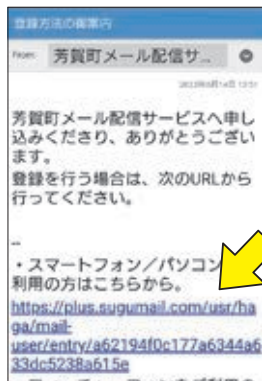 登録方法の御案内
From: 芳賀町メール配信サ...
芳賀町メール配信サービスへ申し
込みくださり、ありがとうござい
ます。
登録を行う場合は、次のURLから
行ってください。
--
・スマートフォン/パソコン
利用の方はこちらから。
https://plus.sugumail.com/usr/ha
ga/mail-
user/entry/a62194f0c177a6344a6
33dc5238a615e